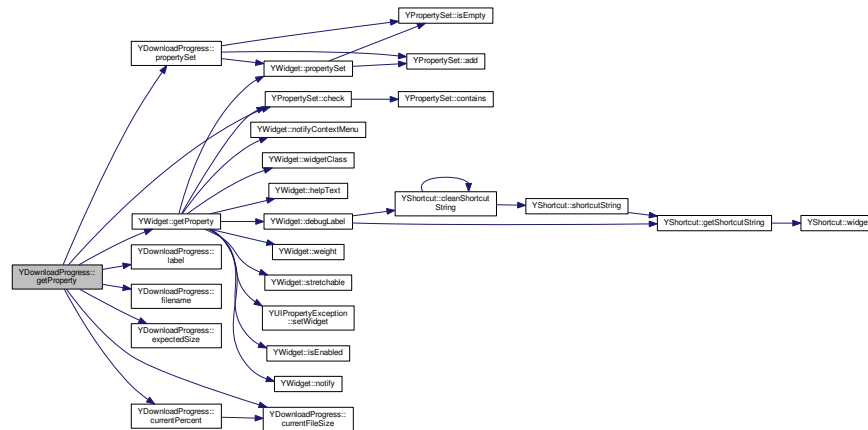 YPropertySet::isEmpty
YDownloadProgress::
propertySet
YPropertySet::add
YWidget::propertySet
YPropertySet::check
YPropertySet::contains
YWidget::notifyContextMenu
YWidget::widgetClass
YWidget::helpText
YShortcut::cleanShortcut
String
YShortcut::shortcutString
YWidget::getProperty
YWidget::debugLabel
YShortcut::getShortcutString
YShortcut::widge
YDownloadProgress::
label
YWidget::weight
YDownloadProgress::
getProperty
YWidget::stretchable
YDownloadProgress::
filename
YUIPropertyException
::setWidget
YDownloadProgress::
expectedSize
YWidget::isEnabled
YWidget::notify
YDownloadProgress::
currentPercent
YDownloadProgress::
currentFileSize